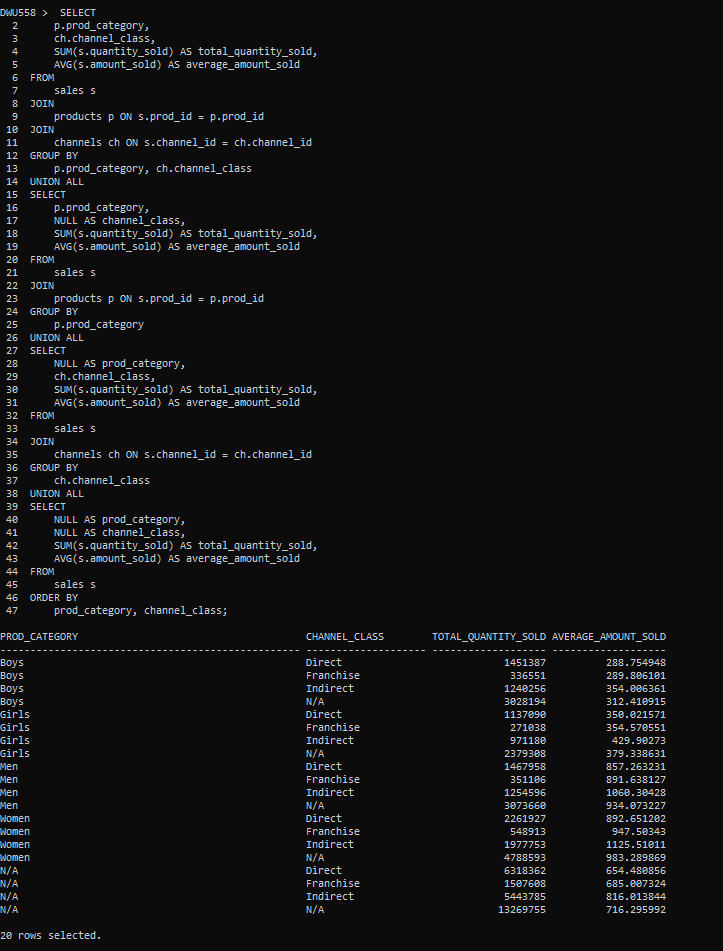 DWU558 >  SELECT
  2      p.prod_category,
  3      ch.channel_class,
  4      SUM(s.quantity_sold) AS total_quantity_sold,
  5      AVG(s.amount_sold) AS average_amount_sold
  6  FROM
  7      sales s
  8  JOIN
  9      products p ON s.prod_id = p.prod_id
 10  JOIN
 11      channels ch ON s.channel_id = ch.channel_id
 12  GROUP BY
 13      p.prod_category, ch.channel_class
 14  UNION ALL
 15  SELECT
 16      p.prod_category,
 17      NULL AS channel_class,
 18      SUM(s.quantity_sold) AS total_quantity_sold,
 19      AVG(s.amount_sold) AS average_amount_sold
 20  FROM
 21      sales s
 22  JOIN
 23      products p ON s.prod_id = p.prod_id
 24  GROUP BY
 25      p.prod_category
 26  UNION ALL
 27  SELECT
 28      NULL AS prod_category,
 29      ch.channel_class,
 30      SUM(s.quantity_sold) AS total_quantity_sold,
 31      AVG(s.amount_sold) AS average_amount_sold
 32  FROM
 33      sales s
 34  JOIN
 35      channels ch ON s.channel_id = ch.channel_id
 36  GROUP BY
 37      ch.channel_class
 38  UNION ALL
 39  SELECT
 40      NULL AS prod_category,
 41      NULL AS channel_class,
 42      SUM(s.quantity_sold) AS total_quantity_sold,
 43      AVG(s.amount_sold) AS average_amount_sold
 44  FROM
 45      sales s
 46  ORDER BY
 47      prod_category, channel_class;
PROD_CATEGORY CHANNEL_CLASS TOTAL_QUANTITY_SOLD AVERAGE_AMOUNT_SOLD
-------------------------------------------------- -------------------- ------------------- -------------------
Boys Direct 1451387 288.754948
Boys Franchise 336551 289.806101
Boys Indirect 1240256 354.006361
Boys N/A 3028194 312.410915
Girls Direct 1137090 350.021571
Girls Franchise 271038 354.570551
Girls Indirect 971180 429.90273
Girls N/A 2379308 379.338631
Men Direct 1467958 857.263231
Men Franchise 351106 891.638127
Men Indirect 1254596 1060.30428
Men N/A 3073660 934.073227
Women Direct 2261927 892.651202
Women Franchise 548913 947.50343
Women Indirect 1977753 1125.51011
Women N/A 4788593 983.289869
N/A Direct 6318362 654.480856
N/A Franchise 1507608 685.007324
N/A Indirect 5443785 816.013844
N/A N/A 13269755 716.295992
20 rows selected.